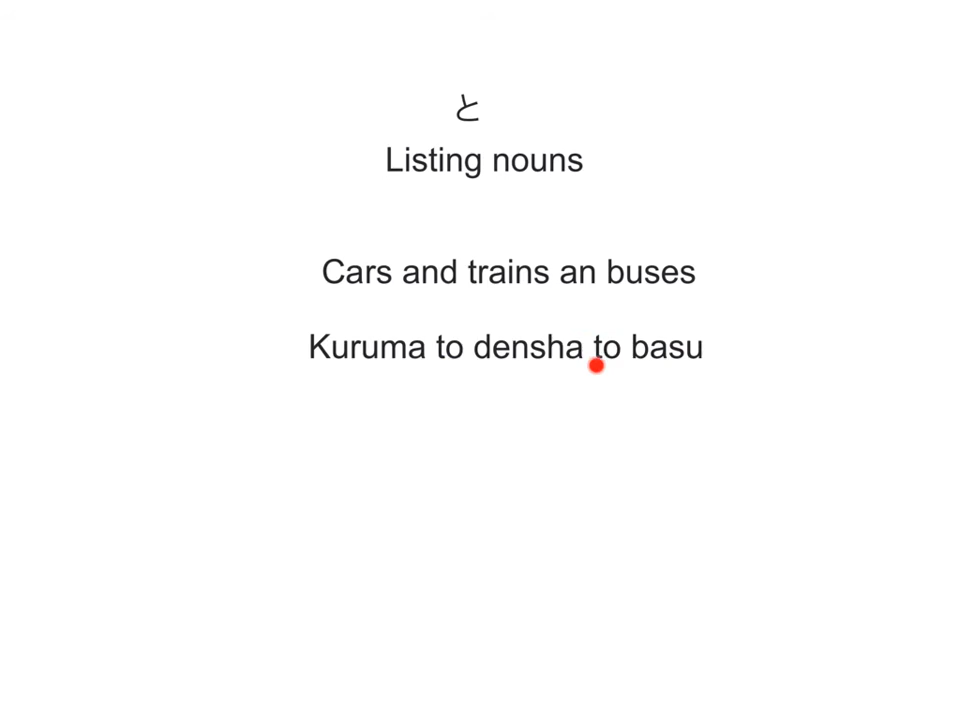 と
Listing nouns
Cars and trains an buses
Kuruma to densha to basu